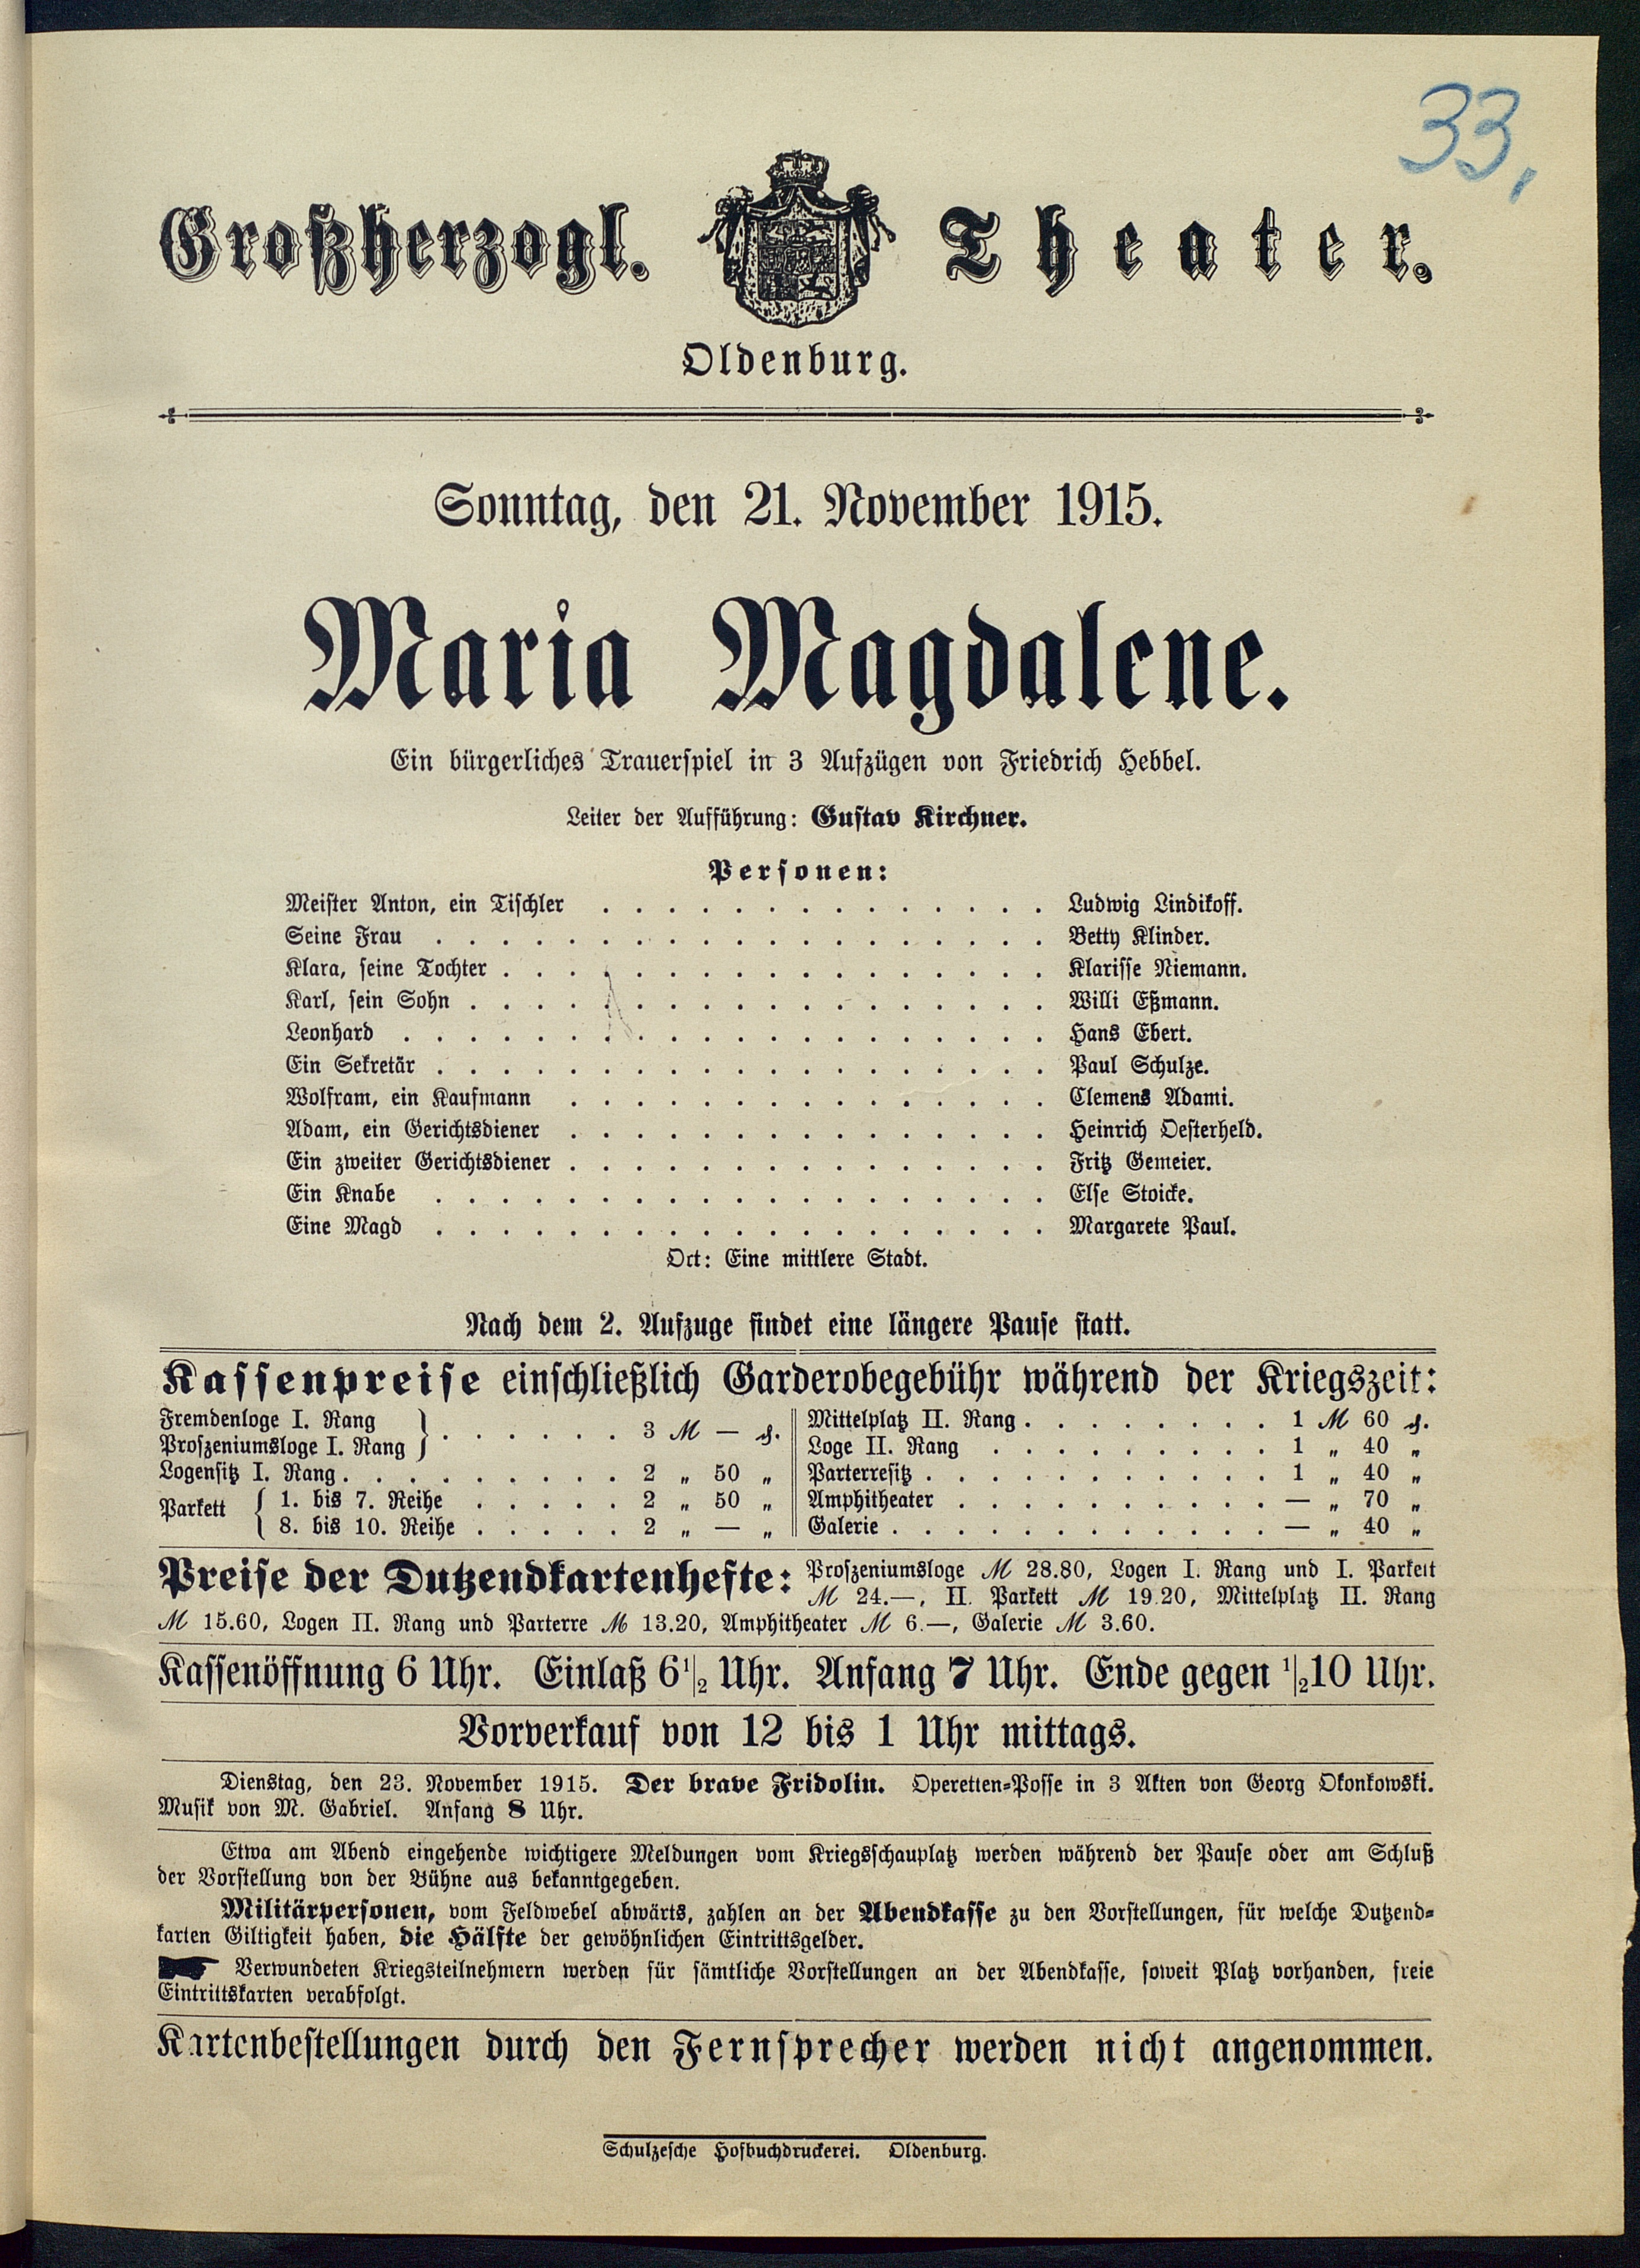 33,
Großherzogl. Theater.
Oldenburg.
Sonntag, den 21. November 1915.
Maria Magdalene.
Ein bürgerliches Trauerspiel in 3 Aufzügen von Friedrich Hebbel.
Leiter der Aufführung: Gustav Kirchner.
Personen:
Meister Anton, ein Tischler . . . . . . . . . . . . . . Ludwig Lindikoff.
Seine Frau . . . . . . . . . . . . . . . . . . . Betty Klinder.
Klara, seine Tochter . . . . . . . . . . . . . . . . . Klarisse Niemann.
Karl, sein Sohn . . . . . . . . . . . . . . . . . . Willi Eßmann.
Leonhard . . . . . . . . . . . . . . . . . . . . Hans Ebert.
Ein Sekretär . . . . . . . . . . . . . . . . . . . Paul Schulze.
Wolfram, ein Kaufmann . . . . . . . . . . . . . . . Clemens Adami.
Adam, ein Gerichtsdiener . . . . . . . . . . . . . . . Heinrich Oesterheld.
Ein zweiter Gerichtsdiener . . . . . . . . . . . . . . . Fritz Gemeier.
Ein Knabe . . . . . . . . . . . . . . . . . . . Else Stoicke.
Eine Magd . . . . . . . . . . . . . . . . . . . Margarete Paul.
Ort: Eine mittlere Stadt.
Nach dem 2. Aufzuge findet eine längere Pause statt.
Kassenpreise einschließlich Garderobegebühr während der Kriegszeit:
Fremdenloge I. Rang
Proszeniumsloge I. Rang } . . . . . . 3 ℳ — ₰.
Logensitz I. Rang . . . . . . . . . 2 „ 50 „
Parkett { 1. bis 7. Reihe . . . . . 2 „ 50 „
8. bis 10. Reihe . . . . . 2 „ — „
Mittelplatz II. Rang . . . . . . . . 1 ℳ 60 ₰.
Loge II. Rang . . . . . . . . . 1 „ 40 „
Parterresitz . . . . . . . . . . . 1 „ 40 „
Amphitheater . . . . . . . . . . — „ 70 „
Galerie . . . . . . . . . . . . — „ 40 „
Preise der Dutzendkartenhefte: Proszeniumsloge ℳ 28.80, Logen I. Rang und I. Parkett
ℳ 24.—, II. Parkett ℳ 19.20, Mittelplatz II. Rang
ℳ 15.60, Logen II. Rang und Parterre ℳ 13.20, Amphitheater ℳ 6.—, Galerie ℳ 3.60.
Kassenöffnung 6 Uhr. Einlaß 6½ Uhr. Anfang 7 Uhr. Ende gegen ½10 Uhr.
Vorverkauf von 12 bis 1 Uhr mittags.
Dienstag, den 23. November 1915. Der brave Fridolin. Operetten-Posse in 3 Akten von Georg Okonkowski.
Musik von M. Gabriel. Anfang 8 Uhr.
Etwa am Abend eingehende wichtigere Meldungen vom Kriegsschauplatz werden während der Pause oder am Schluß
der Vorstellung von der Bühne aus bekanntgegeben.
Militärpersonen, vom Feldwebel abwärts, zahlen an der Abendkasse zu den Vorstellungen, für welche Dutzend-
karten Giltigkeit haben, die Hälfte der gewöhnlichen Eintrittsgelder.
Verwundeten Kriegsteilnehmern werden für sämtliche Vorstellungen an der Abendkasse, soweit Platz vorhanden, freie
Eintrittskarten verabfolgt.
Kartenbestellungen durch den Fernsprecher werden nicht angenommen.
Schulzesche Hofbuchdruckerei. Oldenburg.